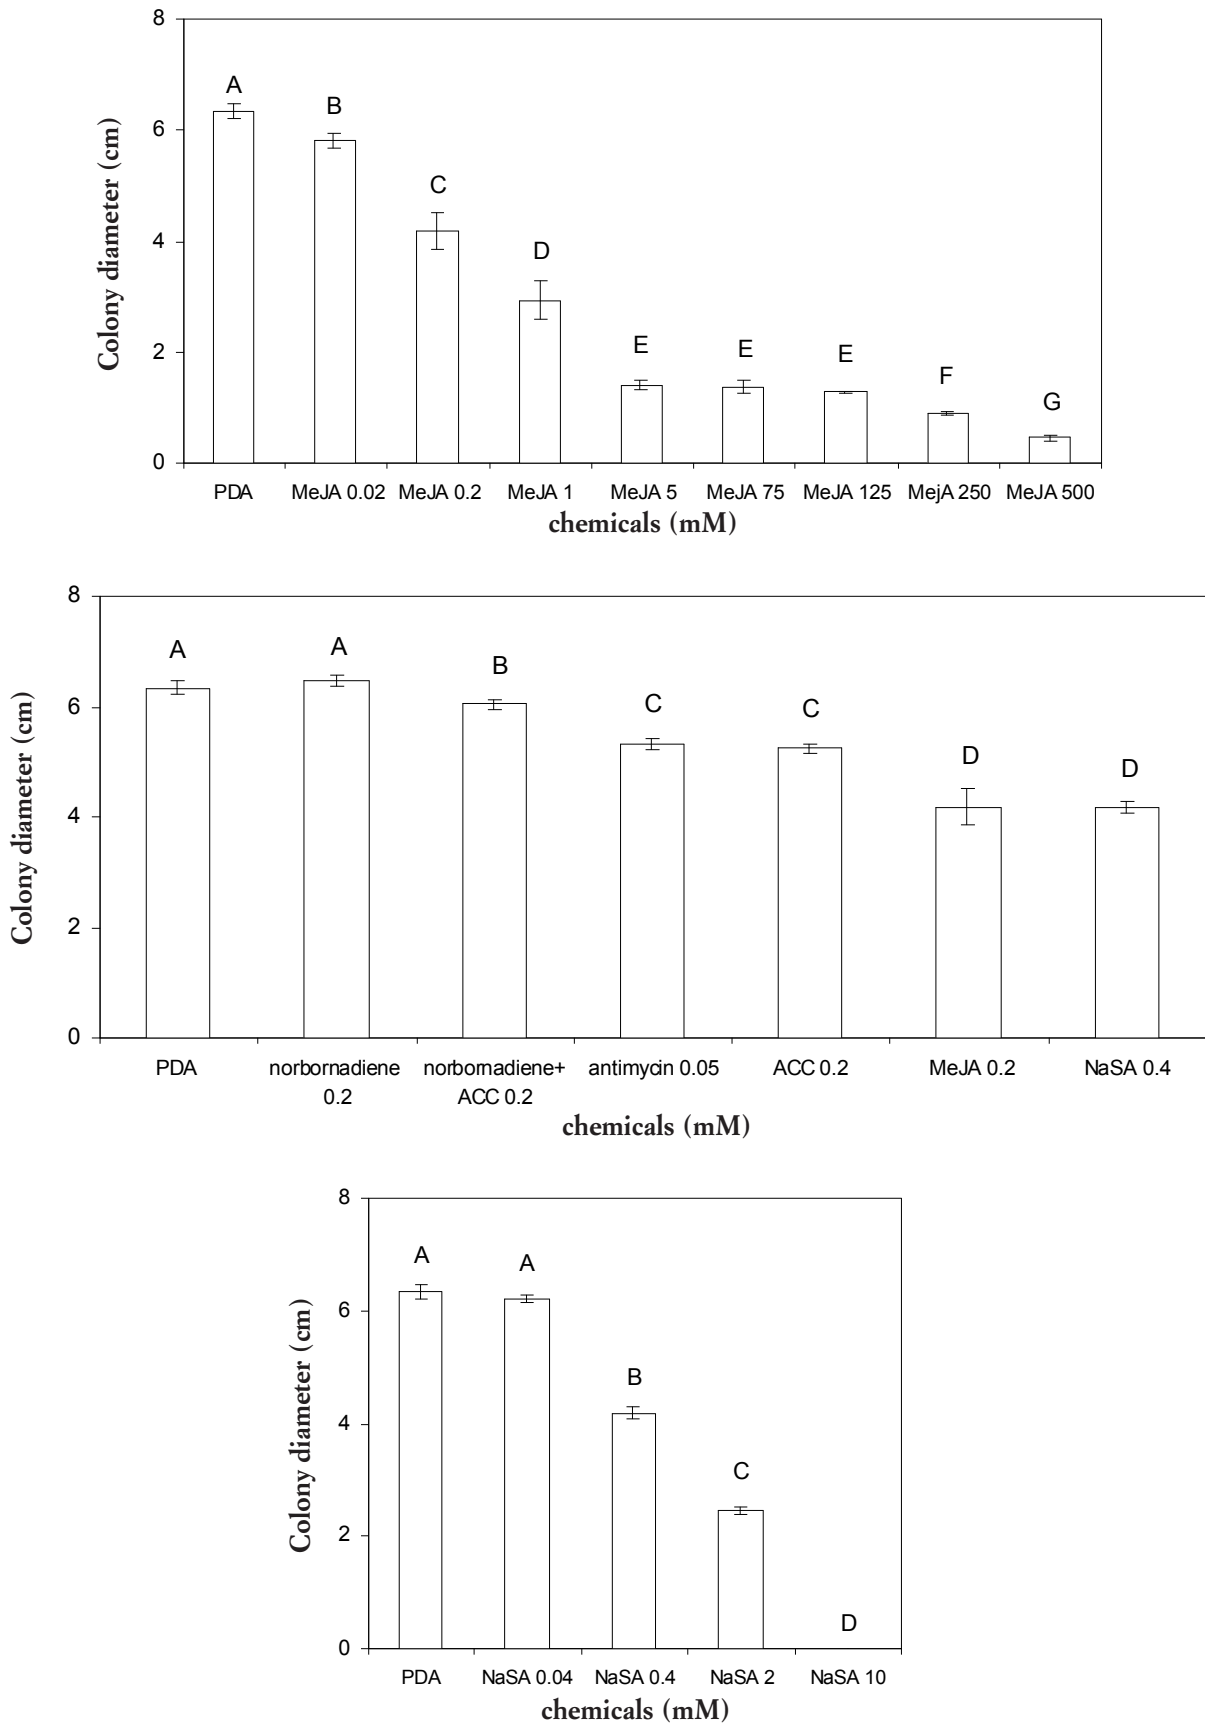 8
6
4
2
0
Colony diameter (cm)
A
B
C
D
E
E
E
F
G
PDA MeJA 0.02 MeJA 0.2 MeJA 1 MeJA 5 MeJA 75 MeJA 125 MejA 250 MeJA 500
chemicals (mM)
8
6
4
2
0
Colony diameter (cm)
A
A
B
C
C
D
D
PDA norbornadiene norbornadiene+ antimycin 0.05 ACC 0.2 MeJA 0.2 NaSA 0.4
0.2 ACC 0.2
chemicals (mM)
8
6
4
2
0
Colony diameter (cm)
A
A
B
C
D
PDA NaSA 0.04 NaSA 0.4 NaSA 2 NaSA 10
chemicals (mM)